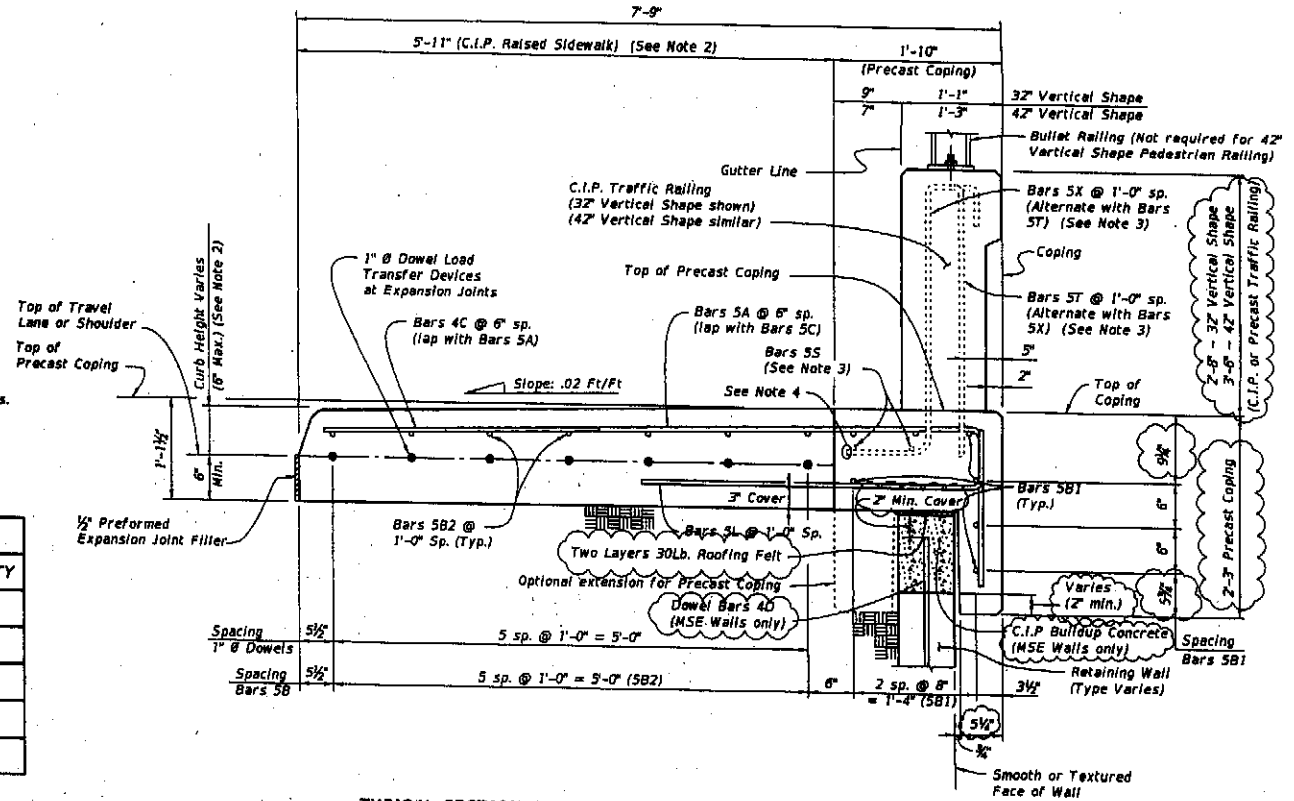 7'-9"
5'-11" (C.I.P. Raised Sidewalk) (See Note 2)
1'-10"
(Precast Coping)
9" 1'-1" 32" Vertical Shape
7" 1'-3" 42" Vertical Shape
Bullet Railing (Not required for 42"
Vertical Shape Pedestrian Railing)
Gutter Line
C.I.P. Traffic Railing
(32" Vertical Shape shown)
(42" Vertical Shape similar)
Bars 5X @ 1'-0" sp.
(Alternate with Bars
5T) (See Note 3)
Coping
Bars 5T @ 1'-0" sp.
(Alternate with Bars
5X) (See Note 3)
2'-8" - 32" Vertical Shape
3'-6" - 42" Vertical Shape
(C.I.P. or Precast Traffic Railing)
5"
2"
Top of
Coping
1" Ø Dowel Load
Transfer Devices
at Expansion Joints
Top of Precast Coping
Curb Height Varies
(6" Max.) (See Note 2)
Top of Travel
Lane or Shoulder
Top of
Precast Coping
Bars 4C @ 6" sp.
(lap with Bars 5A)
Bars 5A @ 6" sp.
(lap with Bars 5C)
Bars 5S
(See Note 3)
See Note 4
Slope: .02 Ft/Ft
s.
1'-1½"
6"
Min.
½" Preformed
Expansion Joint Filler
Bars 5B2 @
1'-0" Sp. (Typ.)
3" Cover
2" Min. Cover
Bars 5B1
(Typ.)
Bars 5L @ 1'-0" Sp.
Two Layers 30Lb. Roofing Felt
Optional extension for Precast Coping
Dowel Bars 4D
(MSE Walls only)
9¾"
6"
6"
5¾"
2'-3" Precast Coping
Varies
(2" min.)
C.I.P Buildup Concrete
(MSE Walls only)
Spacing
Bars 5B1
Retaining Wall
(Type Varies)
Spacing
1" Ø Dowels
5½"
5 sp. @ 1'-0" = 5'-0"
Spacing
Bars 5B
5½"
5 sp. @ 1'-0" = 5'-0" (5B2)
6"
2 sp. @ 8"
= 1'-4" (5B1)
3½"
5¼"
¾"
Smooth or Textured
Face of Wall
TY